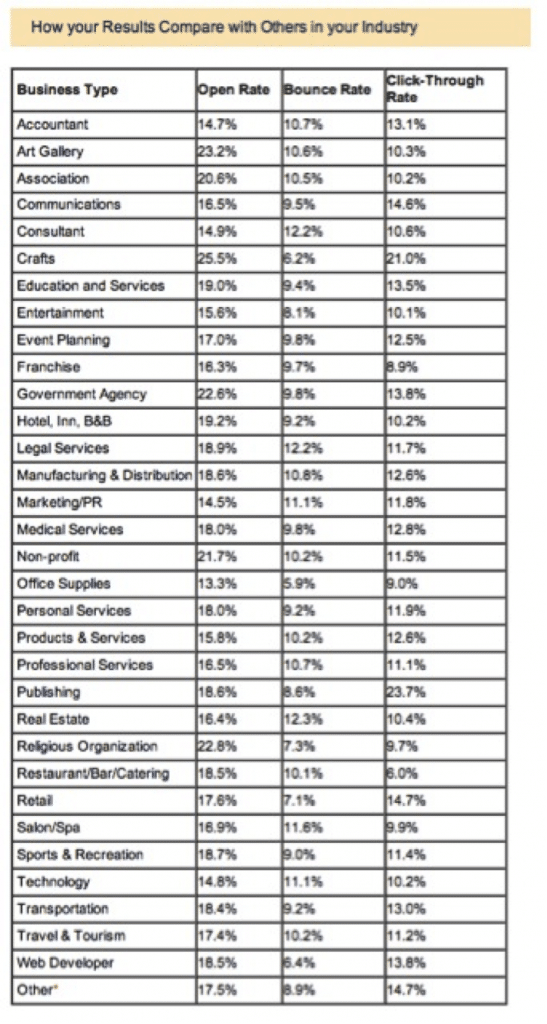 How your Results Compare with Others in your Industry
Business Type Open Rate Bounce Rate Click-Through Rate
Accountant 14.7% 10.7% 13.1%
Art Gallery 23.2% 10.6% 10.3%
Association 20.6% 10.5% 10.2%
Communications 16.5% 9.5% 14.6%
Consultant 14.9% 12.2% 10.6%
Crafts 25.5% 6.2% 21.0%
Education and Services 19.0% 9.4% 13.5%
Entertainment 15.6% 8.1% 10.1%
Event Planning 17.0% 9.8% 12.5%
Franchise 16.3% 9.7% 8.9%
Government Agency 22.6% 9.8% 13.8%
Hotel, Inn, B&B 19.2% 9.2% 10.2%
Legal Services 18.9% 12.2% 11.7%
Manufacturing & Distribution 18.6% 10.8% 12.6%
Marketing/PR 14.5% 11.1% 11.8%
Medical Services 18.0% 9.8% 12.8%
Non-profit 21.7% 10.2% 11.5%
Office Supplies 13.3% 5.9% 9.0%
Personal Services 18.0% 9.2% 11.9%
Products & Services 15.8% 10.2% 12.6%
Professional Services 16.5% 10.7% 11.1%
Publishing 18.6% 8.6% 23.7%
Real Estate 16.4% 12.3% 10.4%
Religious Organization 22.8% 7.3% 9.7%
Restaurant/Bar/Catering 18.5% 10.1% 6.0%
Retail 17.6% 7.1% 14.7%
Salon/Spa 16.9% 11.6% 9.9%
Sports & Recreation 18.7% 9.0% 11.4%
Technology 14.8% 11.1% 10.2%
Transportation 18.4% 9.2% 13.0%
Travel & Tourism 17.4% 10.2% 11.2%
Web Developer 18.5% 6.4% 13.8%
Other* 17.5% 8.9% 14.7%